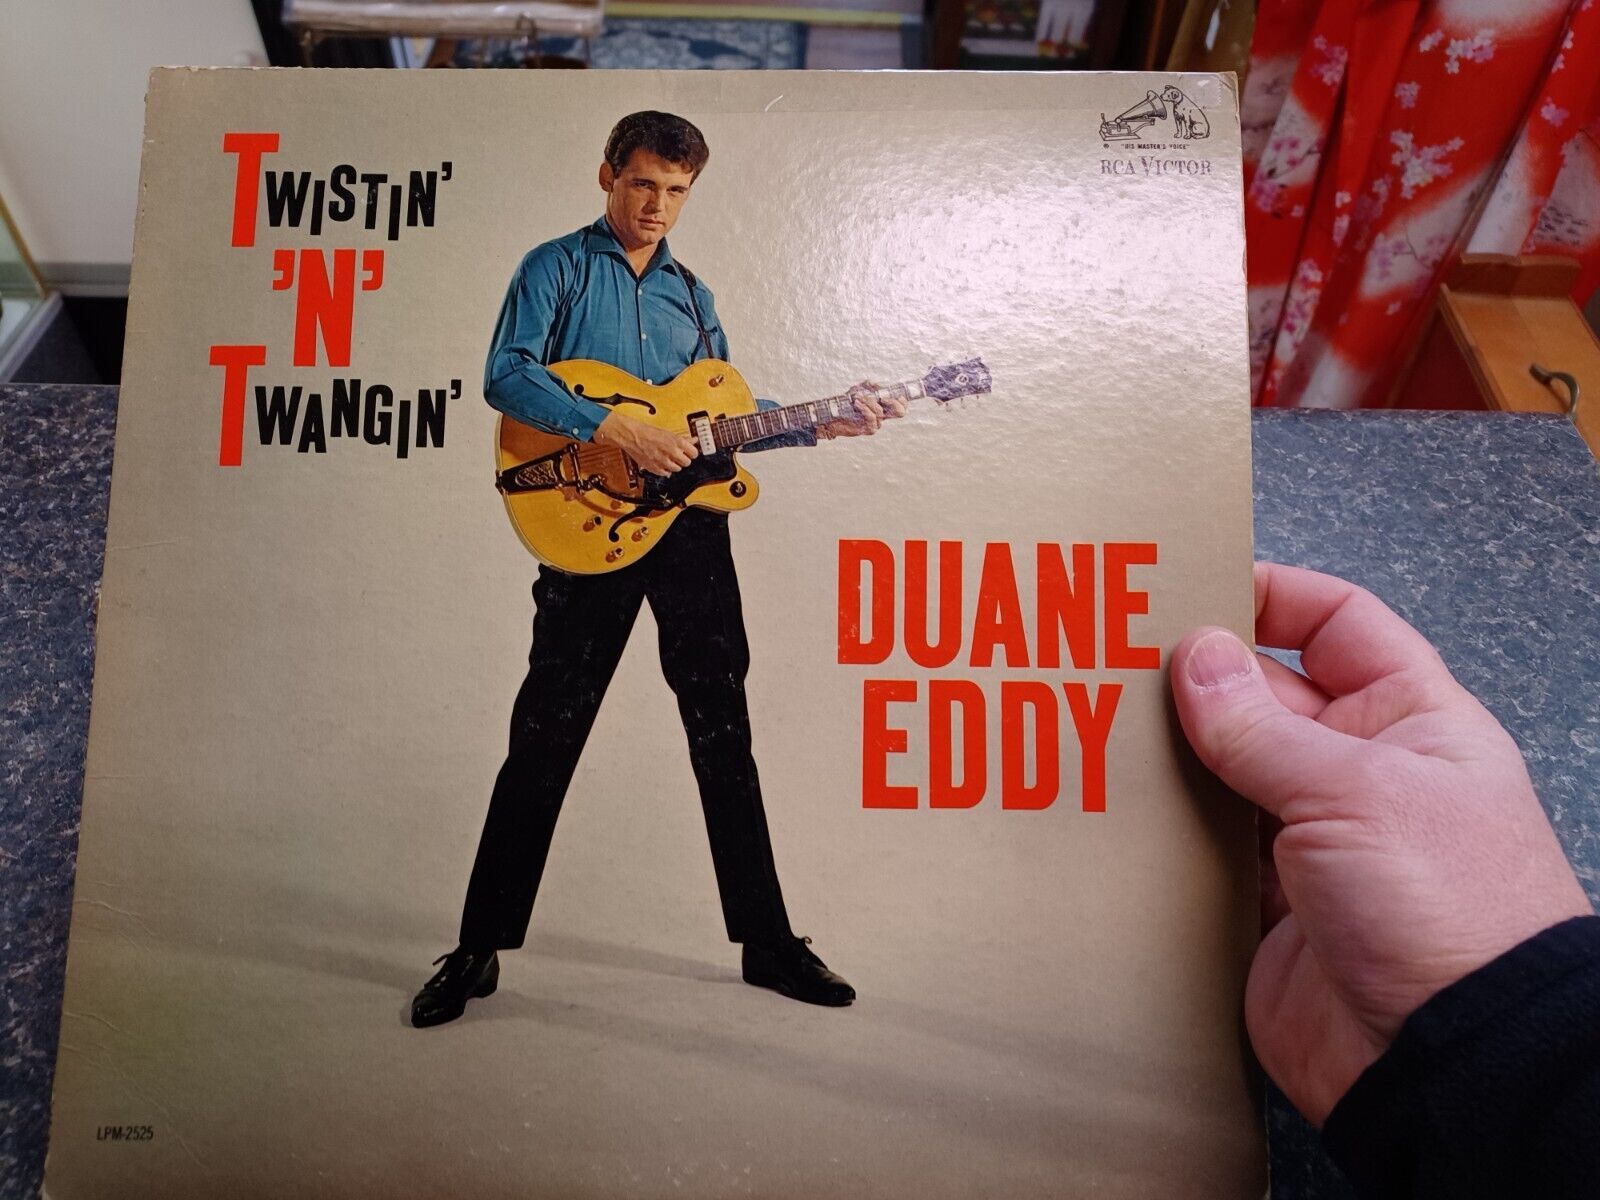 TWISTIN'
'N'
TWANGIN'
® "HIS MASTER'S VOICE"
RCA VICTOR
DUANE
EDDY
LPM-2525